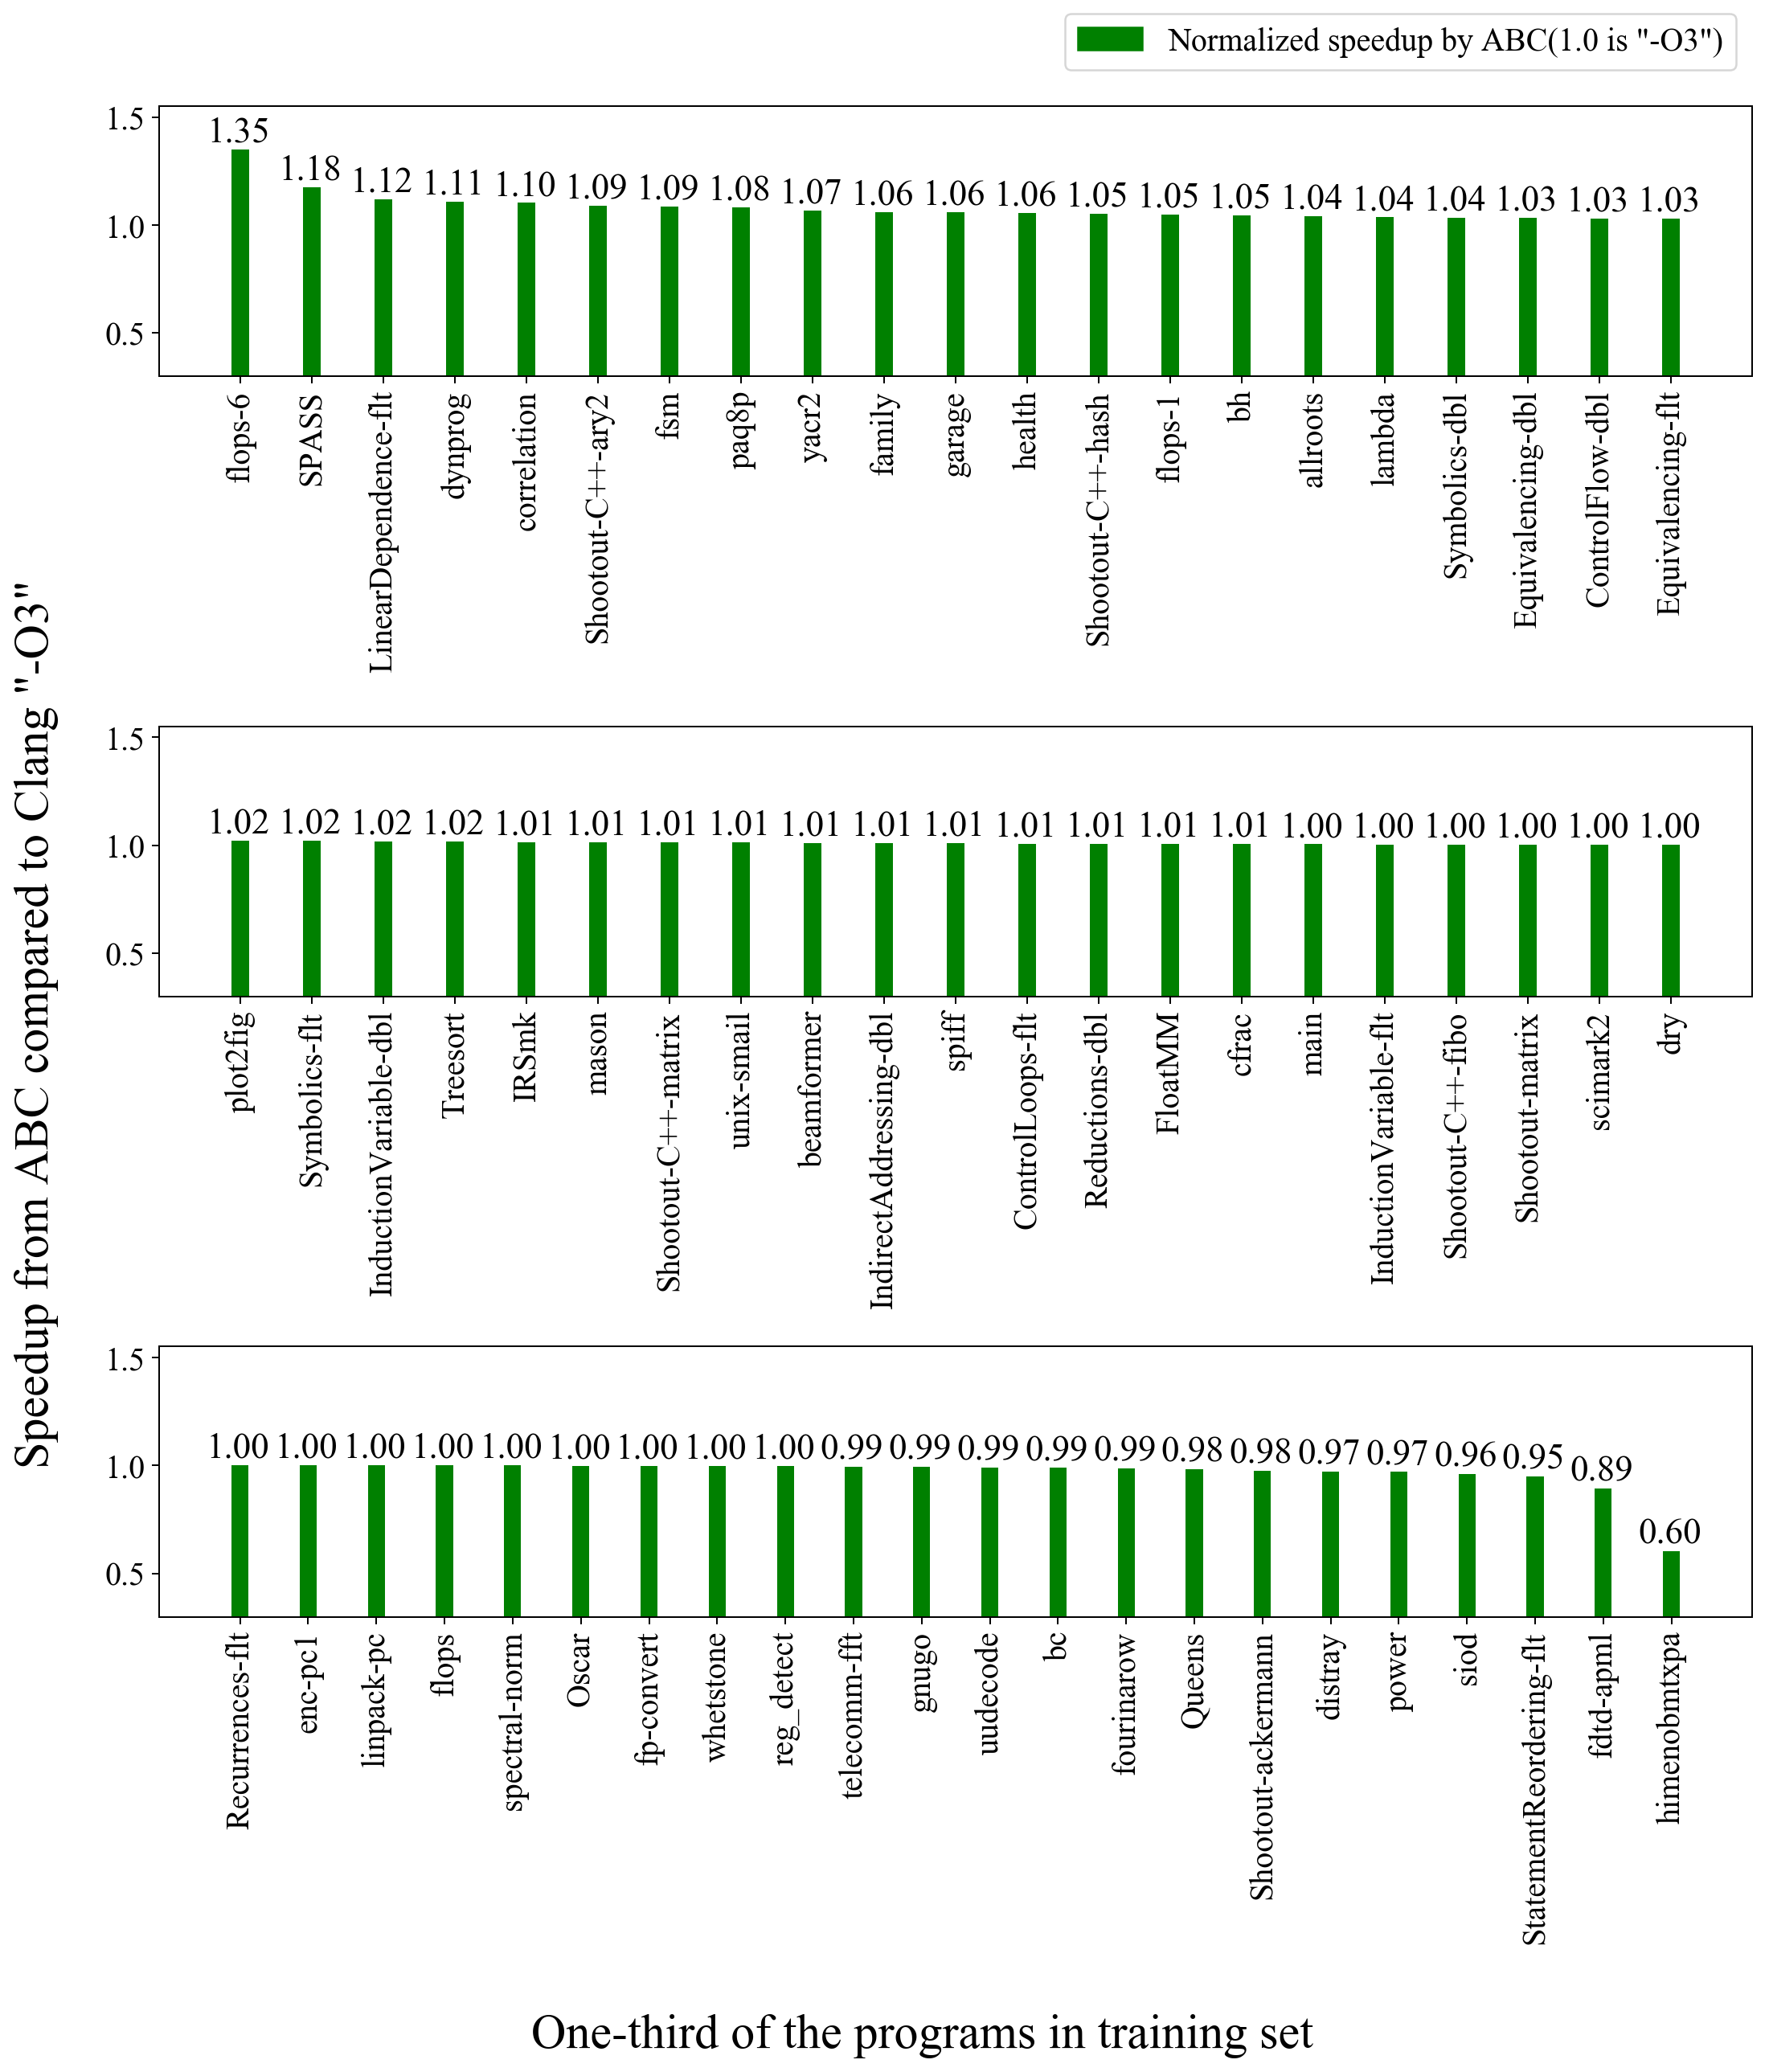 Normalized speedup by ABC(1.0 is "-O3")
Speedup from ABC compared to Clang "-O3"
1.5
1.0
0.5
1.35 1.18 1.12 1.11 1.10 1.09 1.09 1.08 1.07 1.06 1.06 1.06 1.05 1.05 1.05 1.04 1.04 1.04 1.03 1.03 1.03
flops-6
SPASS
LinearDependence-flt
dynprog
correlation
Shootout-C++-ary2
fsm
paq8p
yacr2
family
garage
health
Shootout-C++-hash
flops-1
bh
allroots
lambda
Symbolics-dbl
Equivalencing-dbl
ControlFlow-dbl
Equivalencing-flt
1.5
1.0
0.5
1.02 1.02 1.02 1.02 1.01 1.01 1.01 1.01 1.01 1.01 1.01 1.01 1.01 1.01 1.01 1.00 1.00 1.00 1.00 1.00 1.00
plot2fig
Symbolics-flt
InductionVariable-dbl
Treesort
IRSmk
mason
Shootout-C++-matrix
unix-smail
beamformer
IndirectAddressing-dbl
spiff
ControlLoops-flt
Reductions-dbl
FloatMM
cfrac
main
InductionVariable-flt
Shootout-C++-fibo
Shootout-matrix
scimark2
dry
1.5
1.0
0.5
1.00 1.00 1.00 1.00 1.00 1.00 1.00 1.00 1.00 0.99 0.99 0.99 0.99 0.99 0.98 0.98 0.97 0.97 0.96 0.95 0.89 0.60
Recurrences-flt
enc-pc1
linpack-pc
flops
spectral-norm
Oscar
fp-convert
whetstone
reg_detect
telecomm-fft
gnugo
uudecode
bc
fourinarow
Queens
Shootout-ackermann
distray
power
siod
StatementReordering-flt
fdtd-apml
himenobmtxpa
One-third of the programs in training set